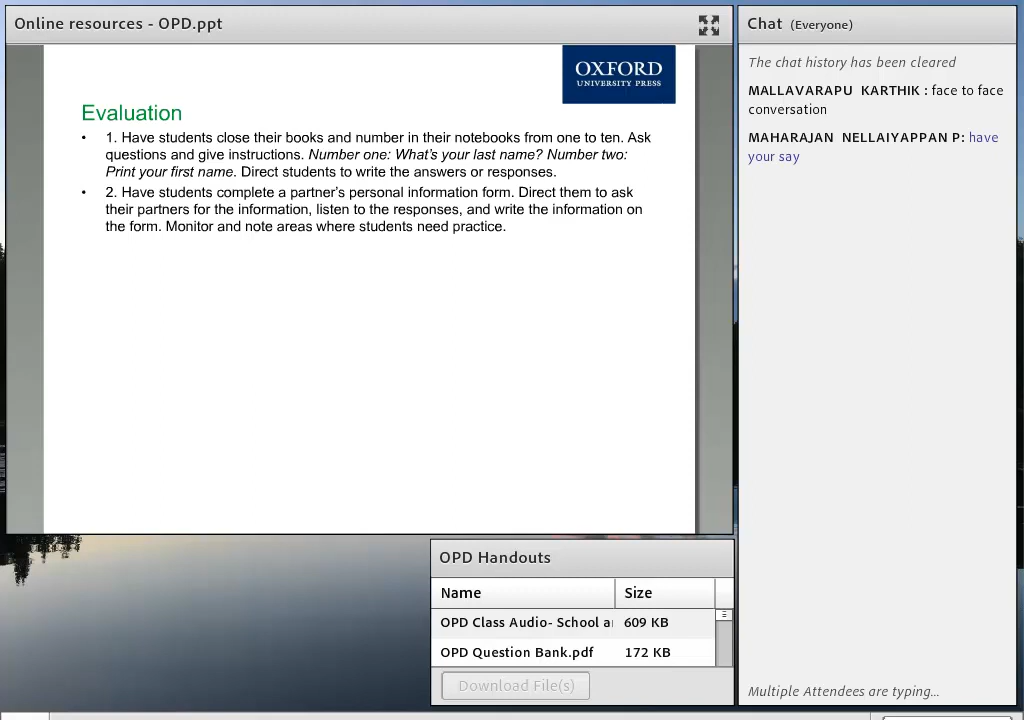 Online resources - OPD.ppt
OXFORD
UNIVERSITY PRESS
Evaluation
• 1. Have students close their books and number in their notebooks from one to ten. Ask
questions and give instructions. Number one: What's your last name? Number two:
Print your first name. Direct students to write the answers or responses.
• 2. Have students complete a partner's personal information form. Direct them to ask
their partners for the information, listen to the responses, and write the information on
the form. Monitor and note areas where students need practice.
OPD Handouts
Name Size
OPD Class Audio- School a 609 KB
OPD Question Bank.pdf 172 KB
Download File(s)
Chat (Everyone)
The chat history has been cleared
MALLAVARAPU KARTHIK : face to face
conversation
MAHARAJAN NELLAIYAPPAN P: have
your say
Multiple Attendees are typing...